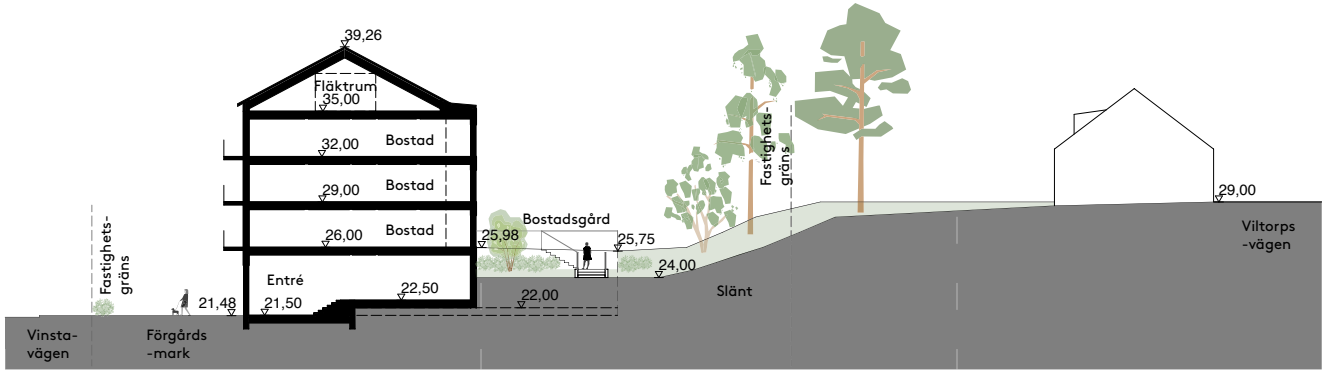 39,26
Fläktrum
35,00
32,00
Bostad
29,00
Bostad
26,00
Bostad
Entré
21,48
21,50
22,50
22,00
25,98
Bostadsgård
25,75
24,00
Slänt
Fastighets-
gräns
Fastighets-
gräns
29,00
Viltorps
-vägen
Vinsta-
vägen
Förgårds
-mark